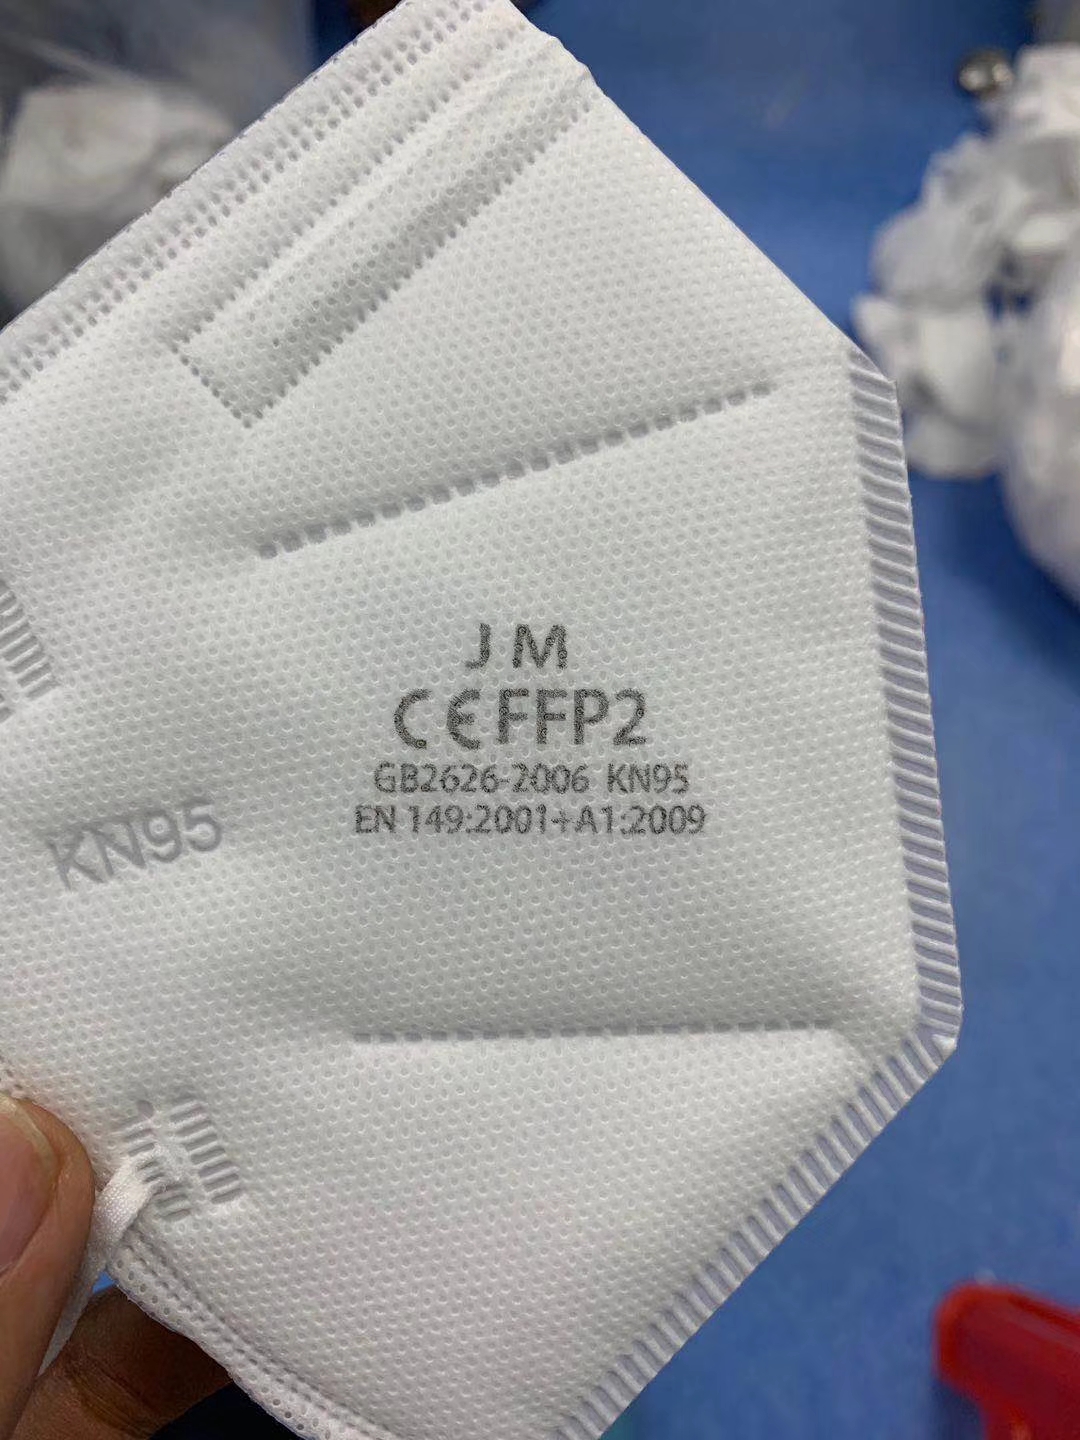 J M
CE FFP2
GB2626-2006 KN95
EN 149:2001+A1:2009
KN95